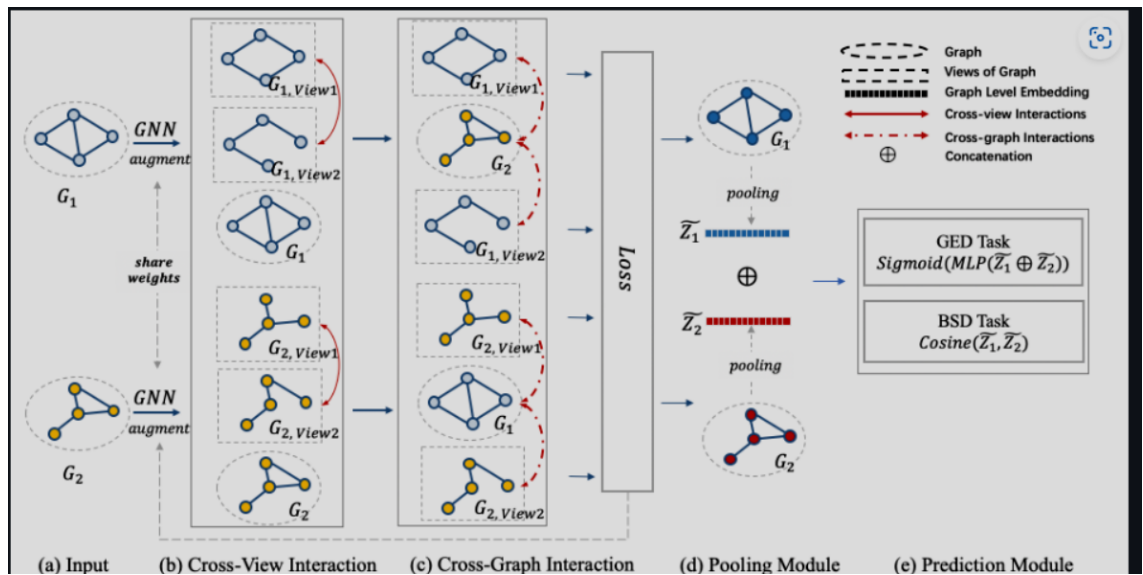 G1
GNN
augment
share
weights
G2
GNN
augment
G1,View1
G1,View2
G1
G2,View1
G2,View2
G2
G1,View1
G2
G1,View2
G2,View1
G1
G2,View2
Loss
G1
pooling
Z̃1
⊕
Z̃2
pooling
G2
Graph
Views of Graph
Graph Level Embedding
Cross-view Interactions
Cross-graph Interactions
⊕ Concatenation
GED Task
Sigmoid(MLP(Z̃1 ⊕ Z̃2))
BSD Task
Cosine(Z̃1, Z̃2)
(a) Input (b) Cross-View Interaction (c) Cross-Graph Interaction (d) Pooling Module (e) Prediction Module